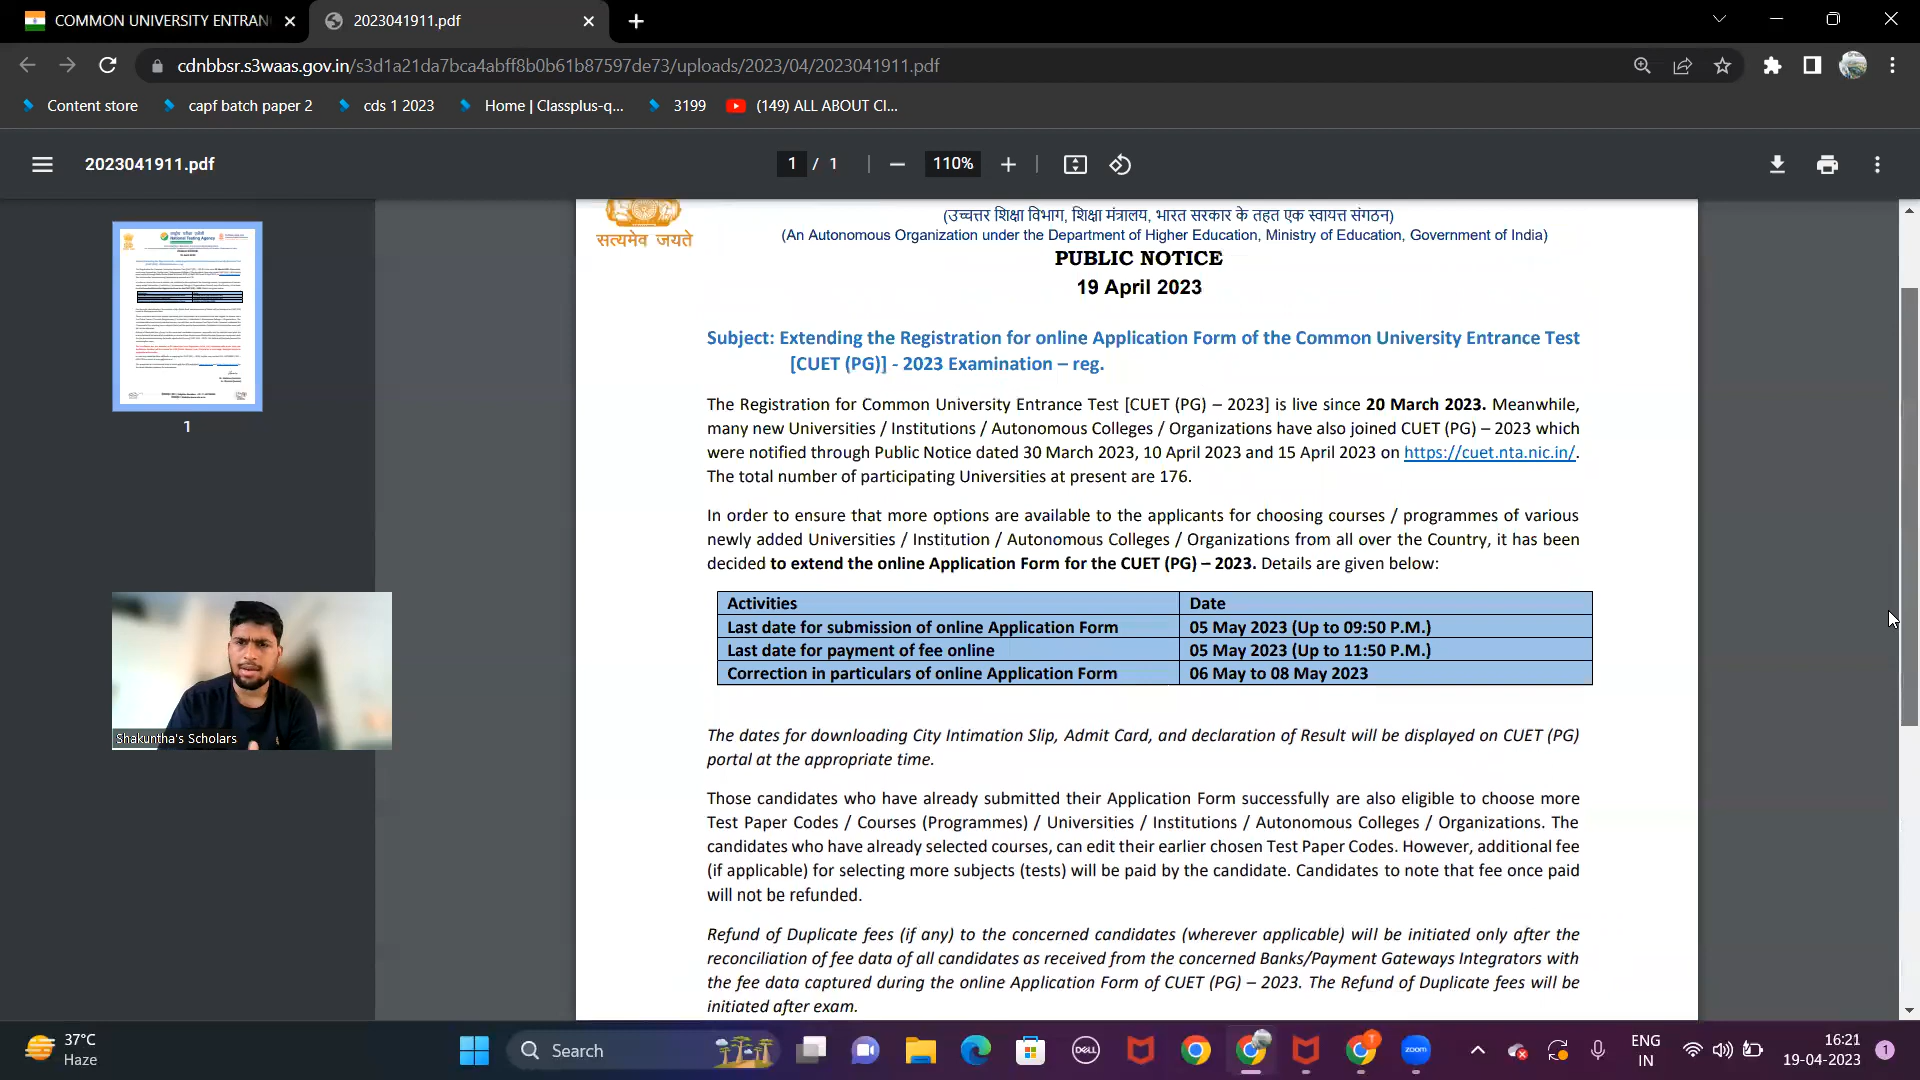 COMMON UNIVERSITY ENTRAN
2023041911.pdf
cdnbbsr.s3waas.gov.in/s3d1a21da7bca4abff8b0b61b87597de73/uploads/2023/04/2023041911.pdf
Content store
capf batch paper 2
cds 1 2023
Home | Classplus-q...
3199
(149) ALL ABOUT CI...
2023041911.pdf
1 / 1
110%
सत्यमेव जयते
(उच्चत्तर शिक्षा विभाग, शिक्षा मंत्रालय, भारत सरकार के तहत एक स्वायत्त संगठन)
(An Autonomous Organization under the Department of Higher Education, Ministry of Education, Government of India)
PUBLIC NOTICE
19 April 2023
Subject: Extending the Registration for online Application Form of the Common University Entrance Test
[CUET (PG)] - 2023 Examination – reg.
The Registration for Common University Entrance Test [CUET (PG) – 2023] is live since 20 March 2023. Meanwhile,
many new Universities / Institutions / Autonomous Colleges / Organizations have also joined CUET (PG) – 2023 which
were notified through Public Notice dated 30 March 2023, 10 April 2023 and 15 April 2023 on https://cuet.nta.nic.in/.
The total number of participating Universities at present are 176.
In order to ensure that more options are available to the applicants for choosing courses / programmes of various
newly added Universities / Institution / Autonomous Colleges / Organizations from all over the Country, it has been
decided to extend the online Application Form for the CUET (PG) – 2023. Details are given below:
Activities Date
Last date for submission of online Application Form 05 May 2023 (Up to 09:50 P.M.)
Last date for payment of fee online 05 May 2023 (Up to 11:50 P.M.)
Correction in particulars of online Application Form 06 May to 08 May 2023
The dates for downloading City Intimation Slip, Admit Card, and declaration of Result will be displayed on CUET (PG)
portal at the appropriate time.
Those candidates who have already submitted their Application Form successfully are also eligible to choose more
Test Paper Codes / Courses (Programmes) / Universities / Institutions / Autonomous Colleges / Organizations. The
candidates who have already selected courses, can edit their earlier chosen Test Paper Codes. However, additional fee
(if applicable) for selecting more subjects (tests) will be paid by the candidate. Candidates to note that fee once paid
will not be refunded.
Refund of Duplicate fees (if any) to the concerned candidates (wherever applicable) will be initiated only after the
reconciliation of fee data of all candidates as received from the concerned Banks/Payment Gateways Integrators with
the fee data captured during the online Application Form of CUET (PG) – 2023. The Refund of Duplicate fees will be
initiated after exam.
1
Shakuntha's Scholars
37°C
Haze
Search
DELL
zoom
ENG
IN
16:21
19-04-2023
1